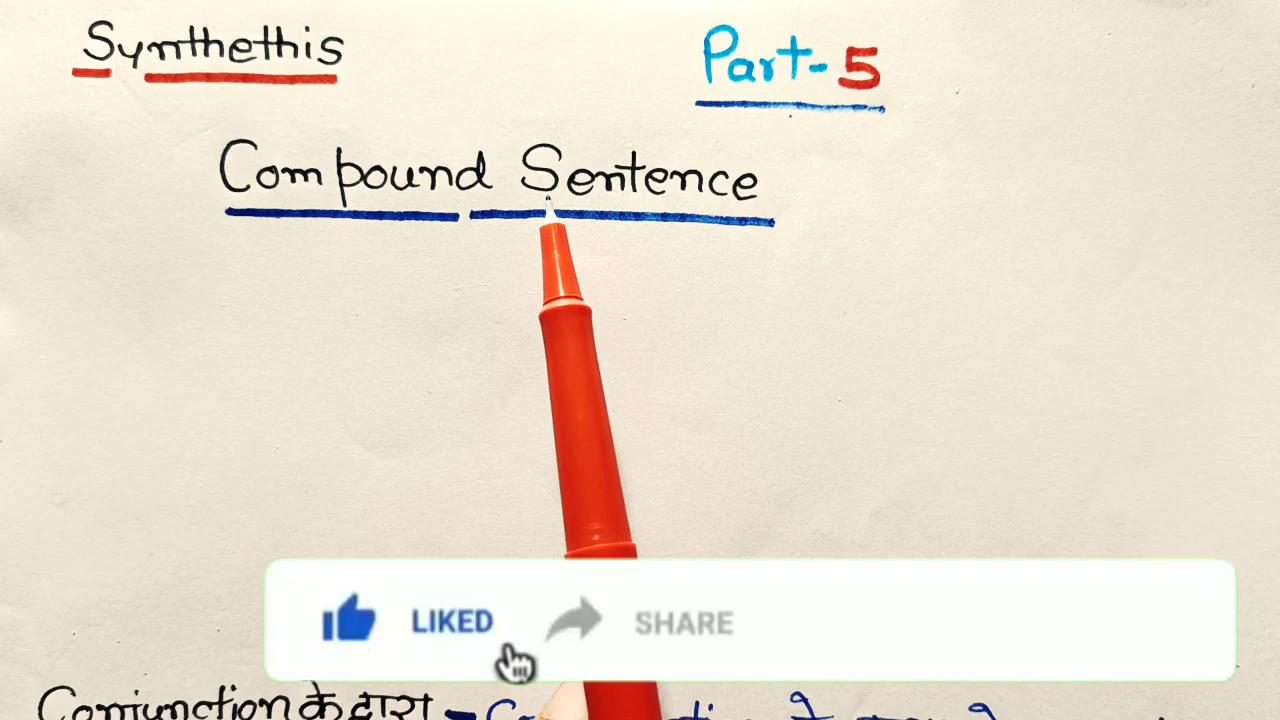 Synthethis Part-5
Compound Sentence
LIKED SHARE
Conjunction के द्वारा -